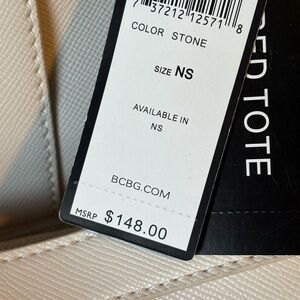 7 37212 12571 8
COLOR STONE
SIZE NS
AVAILABLE IN
NS
BCBG.COM
MSRP $148.00
TOTE